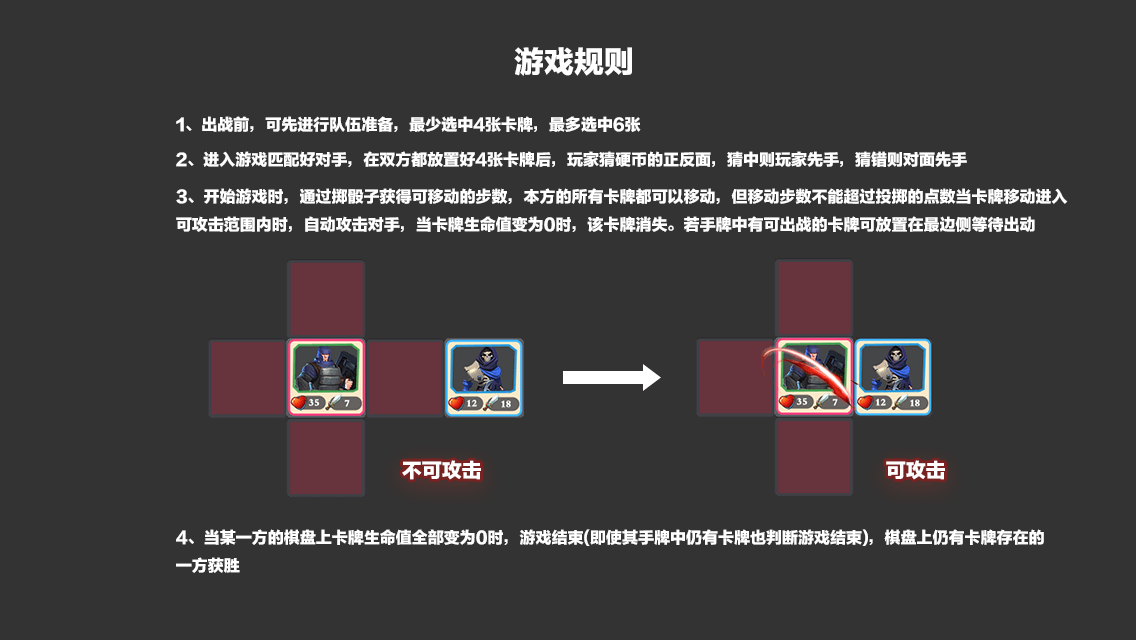 游戏规则
1、出战前，可先进行队伍准备，最少选中4张卡牌，最多选中6张
2、进入游戏匹配好对手，在双方都放置好4张卡牌后，玩家猜硬币的正反面，猜中则玩家先手，猜错则对面先手
3、开始游戏时，通过掷骰子获得可移动的步数，本方的所有卡牌都可以移动，但移动步数不能超过投掷的点数当卡牌移动进入
可攻击范围内时，自动攻击对手，当卡牌生命值变为0时，该卡牌消失。若手牌中有可出战的卡牌可放置在最边侧等待出动
35 7 12 18
35 7 12 18
不可攻击
可攻击
4、当某一方的棋盘上卡牌生命值全部变为0时，游戏结束(即使其手牌中仍有卡牌也判断游戏结束)，棋盘上仍有卡牌存在的
一方获胜